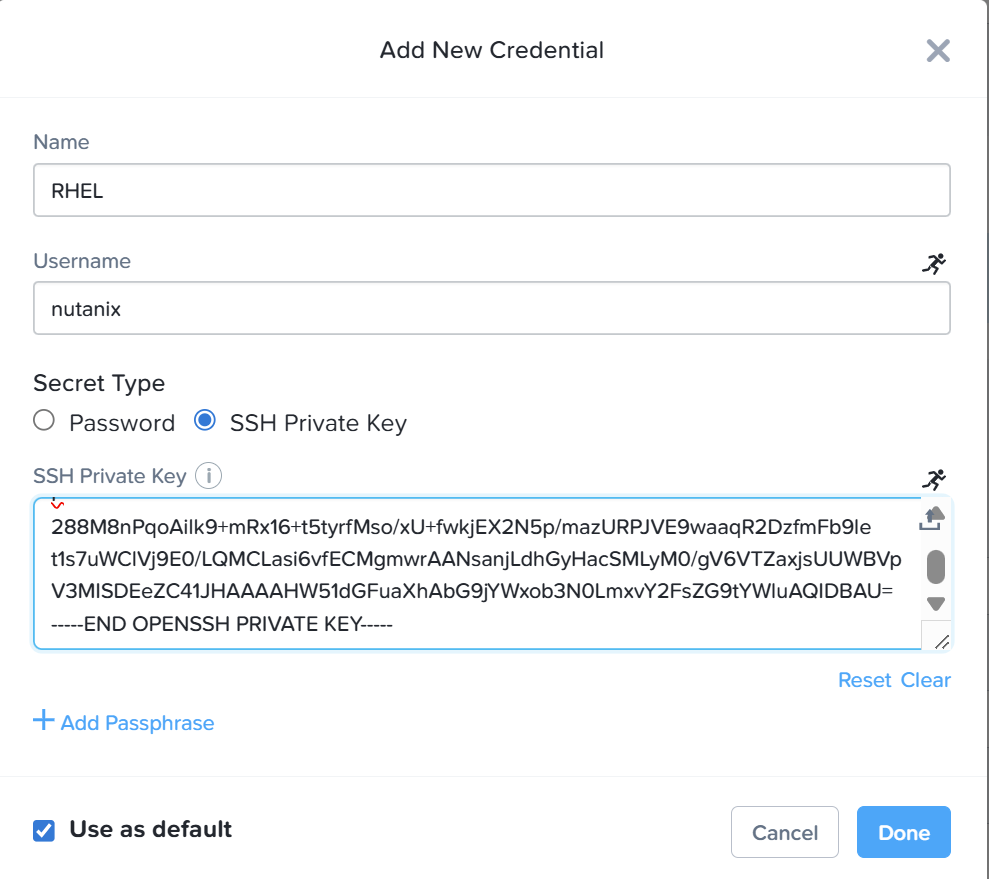 Add New Credential
Name
RHEL
Username
nutanix
Secret Type
Password
SSH Private Key
SSH Private Key
288M8nPqoAilk9+mRx16+t5tyrfMso/xU+fwkjEX2N5p/mazURPJVE9waaqR2DzfmFb9Ie
t1s7uWClVj9E0/LQMCLasi6vfECMgmwrAANsanjLdhGyHacSMLyM0/gV6VTZaxjsUUWBVp
V3MISDEeZC41JHAAAAHW51dGFuaXhAbG9jYWxob3N0LmxvY2FsZG9tYWluAQIDBAU=
-----END OPENSSH PRIVATE KEY-----
Reset Clear
Add Passphrase
Use as default
Cancel
Done